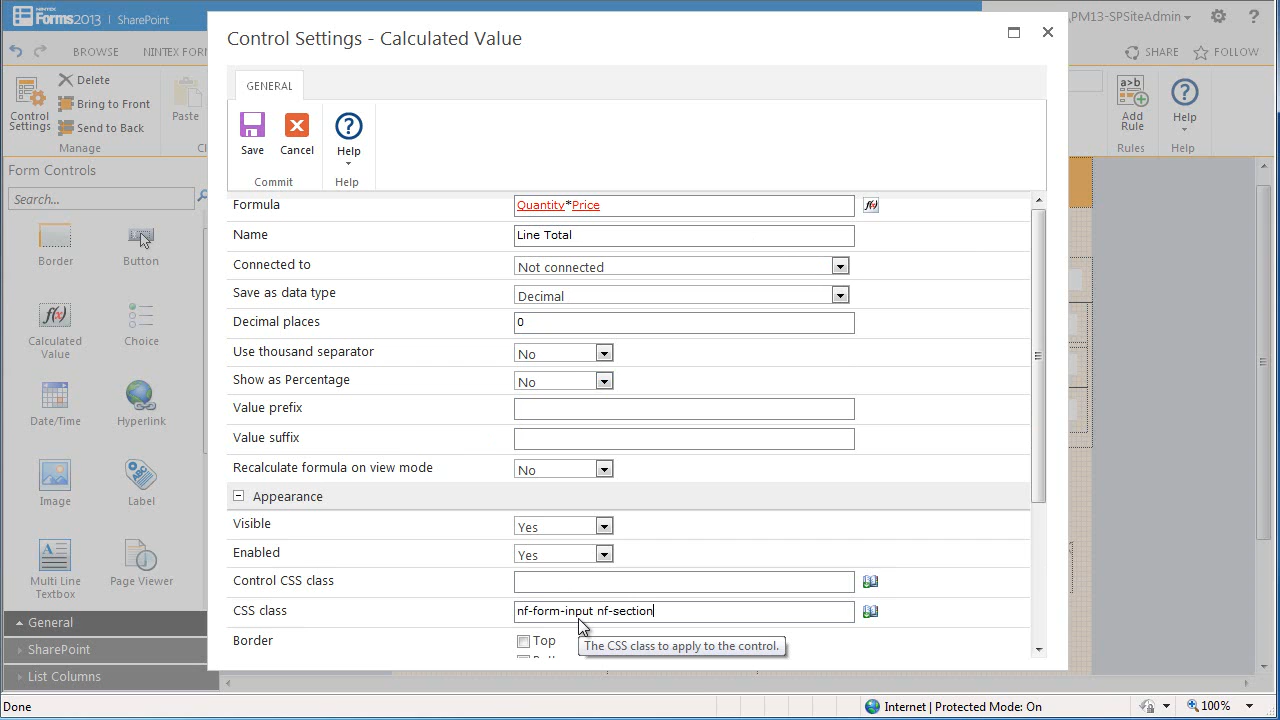 NINTEX
Forms2013 | SharePoint
PM13-SPSiteAdmin
BROWSE
NINTEX FOR
SHARE
FOLLOW
Control Settings
Delete
Bring to Front
Send to Back
Manage
Paste
Add Rule
Rules
Help
Help
Form Controls
Search...
Border
Button
Calculated Value
Choice
Date/Time
Hyperlink
Image
Label
Multi Line Textbox
Page Viewer
General
SharePoint
List Columns
Control Settings - Calculated Value
GENERAL
Save
Cancel
Help
Commit
Help
Formula
Quantity*Price
Name
Line Total
Connected to
Not connected
Save as data type
Decimal
Decimal places
0
Use thousand separator
No
Show as Percentage
No
Value prefix
Value suffix
Recalculate formula on view mode
No
Appearance
Visible
Yes
Enabled
Yes
Control CSS class
CSS class
nf-form-input nf-section
Border
Top
The CSS class to apply to the control.
Done
Internet | Protected Mode: On
100%